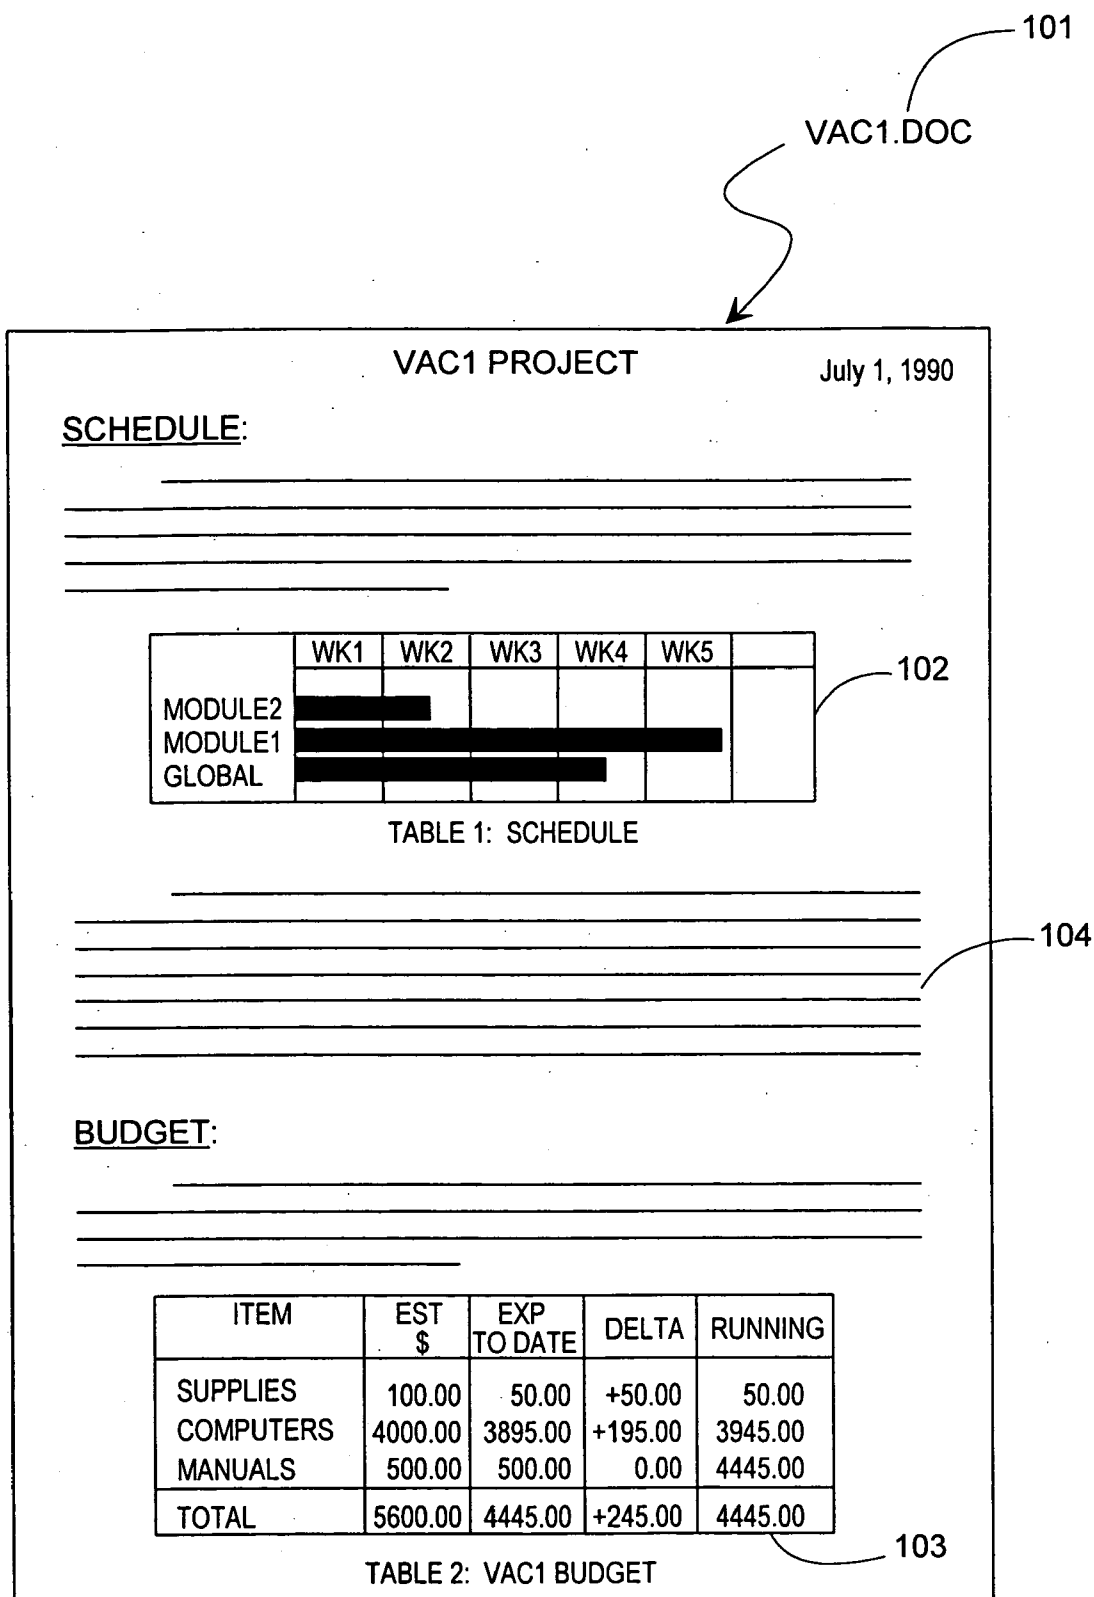 101
VAC1.DOC
VAC1 PROJECT
July 1, 1990
SCHEDULE:
WK1 WK2 WK3 WK4 WK5
102
MODULE2
MODULE1
GLOBAL
TABLE 1: SCHEDULE
104
BUDGET:
ITEM EST $ EXP TO DATE DELTA RUNNING
SUPPLIES 100.00 50.00 +50.00 50.00
COMPUTERS 4000.00 3895.00 +195.00 3945.00
MANUALS 500.00 500.00 0.00 4445.00
TOTAL 5600.00 4445.00 +245.00 4445.00
103
TABLE 2: VAC1 BUDGET